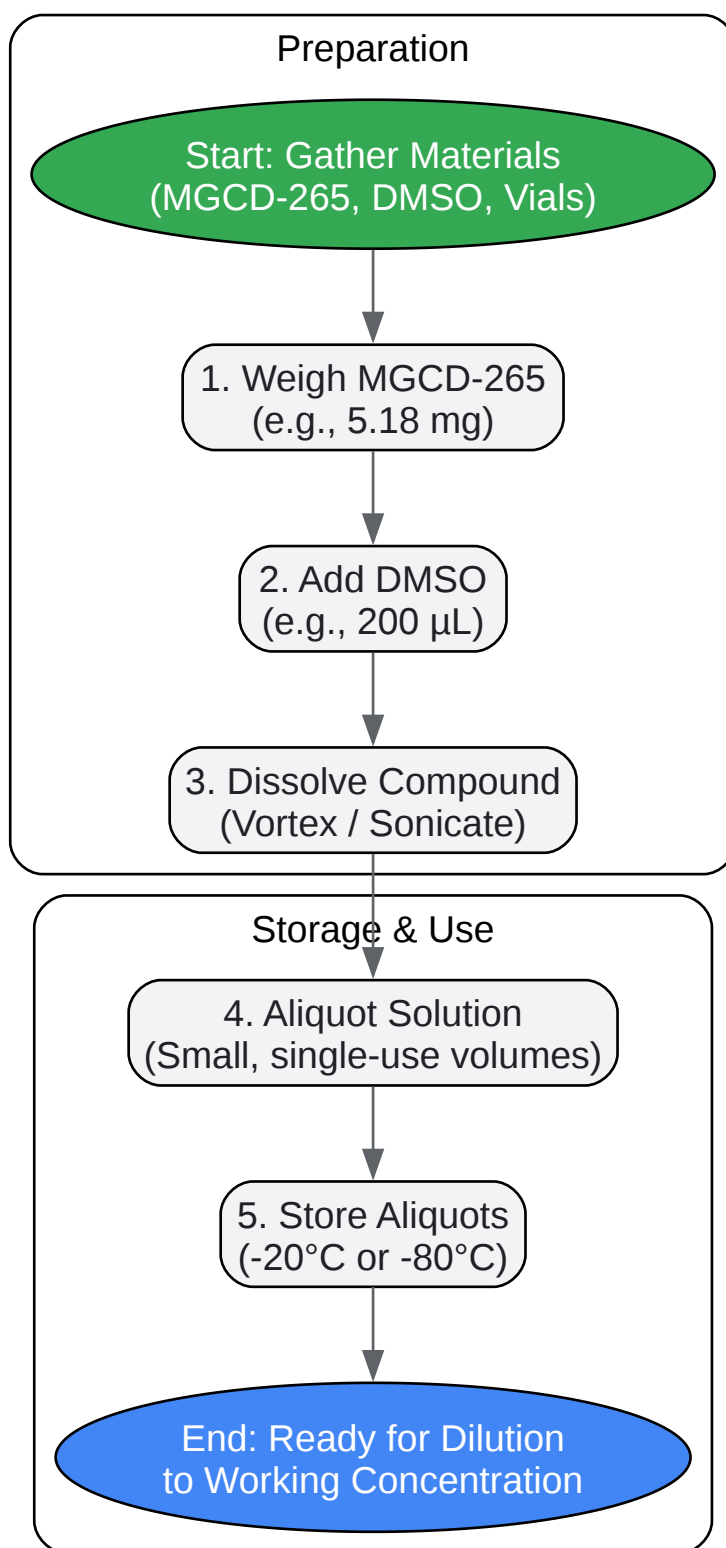 Preparation
Start: Gather Materials
(MGCD-265, DMSO, Vials)
1. Weigh MGCD-265
(e.g., 5.18 mg)
2. Add DMSO
(e.g., 200 µL)
3. Dissolve Compound
(Vortex / Sonicate)
Storage & Use
4. Aliquot Solution
(Small, single-use volumes)
5. Store Aliquots
(-20°C or -80°C)
End: Ready for Dilution
to Working Concentration